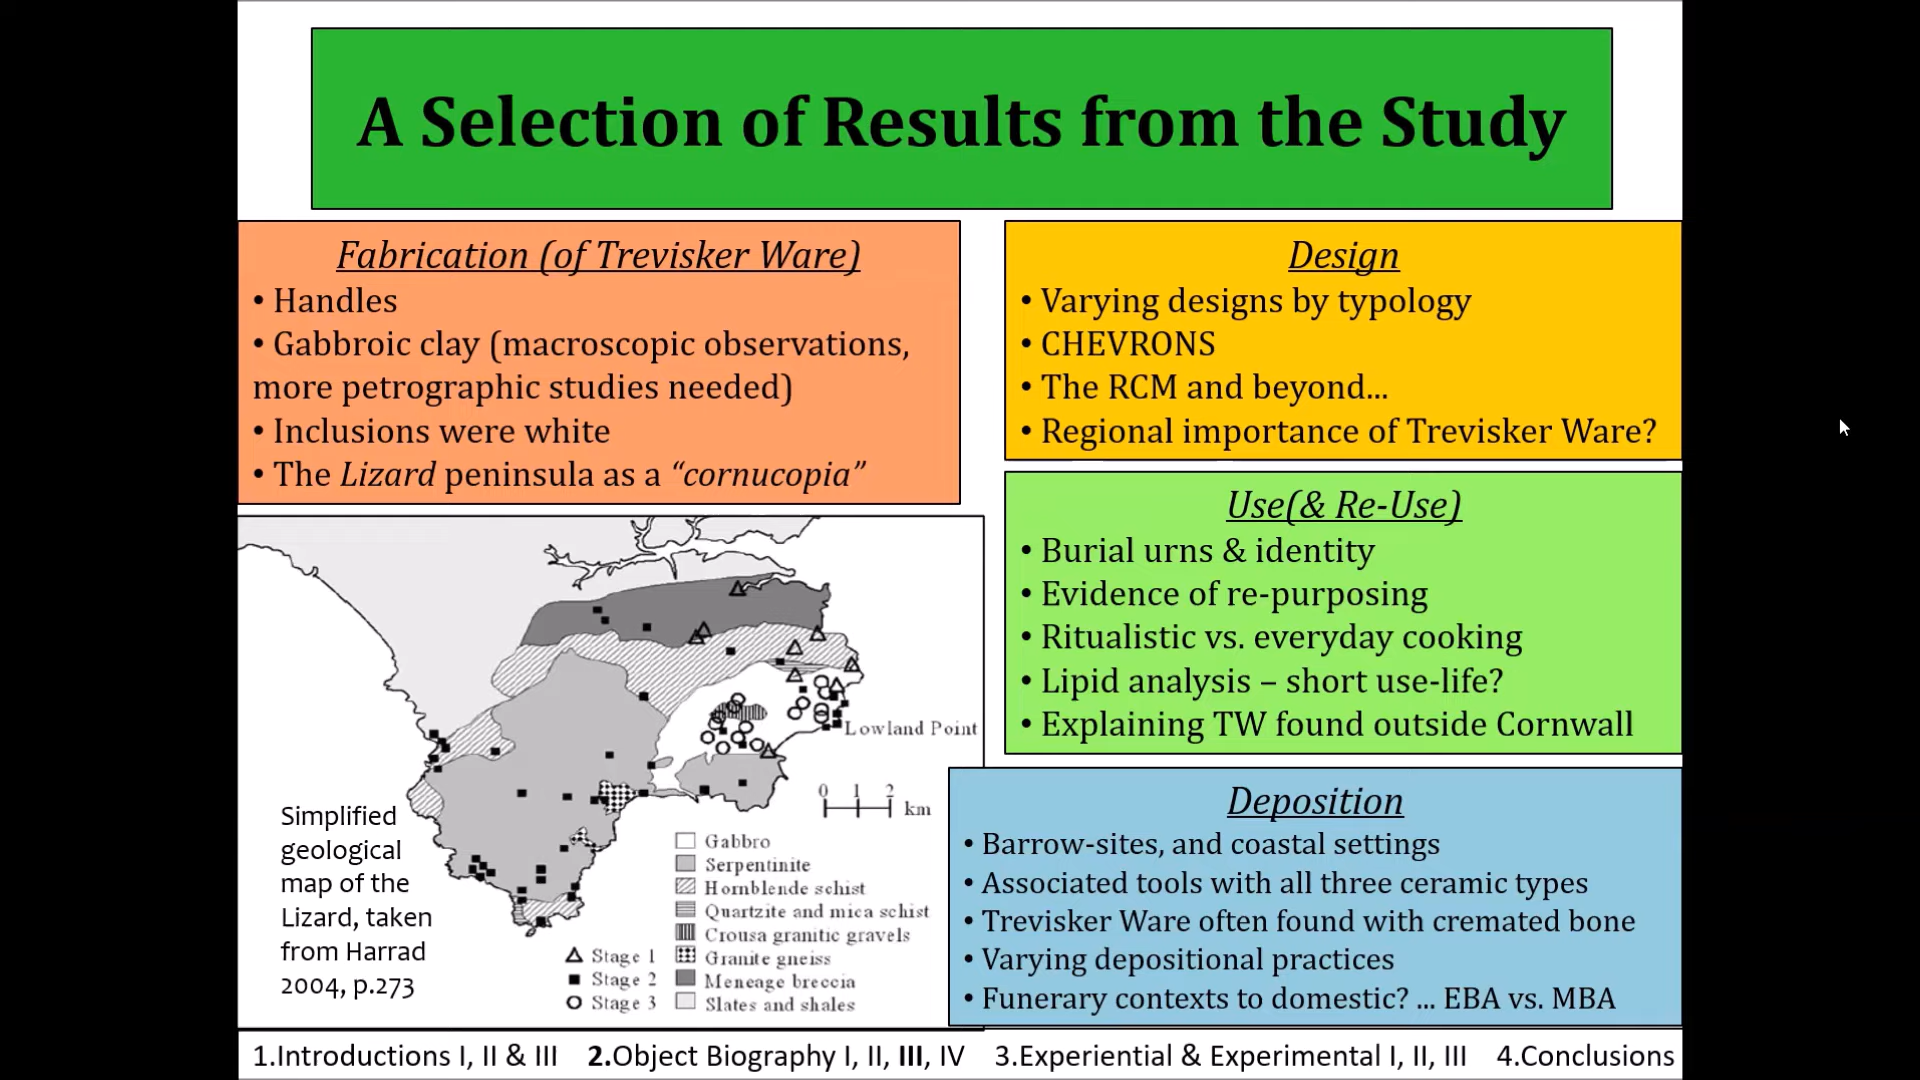 A Selection of Results from the Study
Fabrication (of Trevisker Ware)
• Handles
• Gabbroic clay (macroscopic observations,
more petrographic studies needed)
• Inclusions were white
• The Lizard peninsula as a “cornucopia”
Design
• Varying designs by typology
• CHEVRONS
• The RCM and beyond...
• Regional importance of Trevisker Ware?
Use(& Re-Use)
• Burial urns & identity
• Evidence of re-purposing
• Ritualistic vs. everyday cooking
• Lipid analysis – short use-life?
• Explaining TW found outside Cornwall
Lowland Point
0 1 2
km
Simplified
geological
map of the
Lizard, taken
from Harrad
2004, p.273
Stage 1
Stage 2
Stage 3
Gabbro
Serpentinite
Hornblende schist
Quartzite and mica schist
Crousa granitic gravels
Granite gneiss
Meneage breccia
Slates and shales
Deposition
• Barrow-sites, and coastal settings
• Associated tools with all three ceramic types
• Trevisker Ware often found with cremated bone
• Varying depositional practices
• Funerary contexts to domestic? ... EBA vs. MBA
1.Introductions I, II & III 2.Object Biography I, II, III, IV 3.Experiential & Experimental I, II, III 4.Conclusions